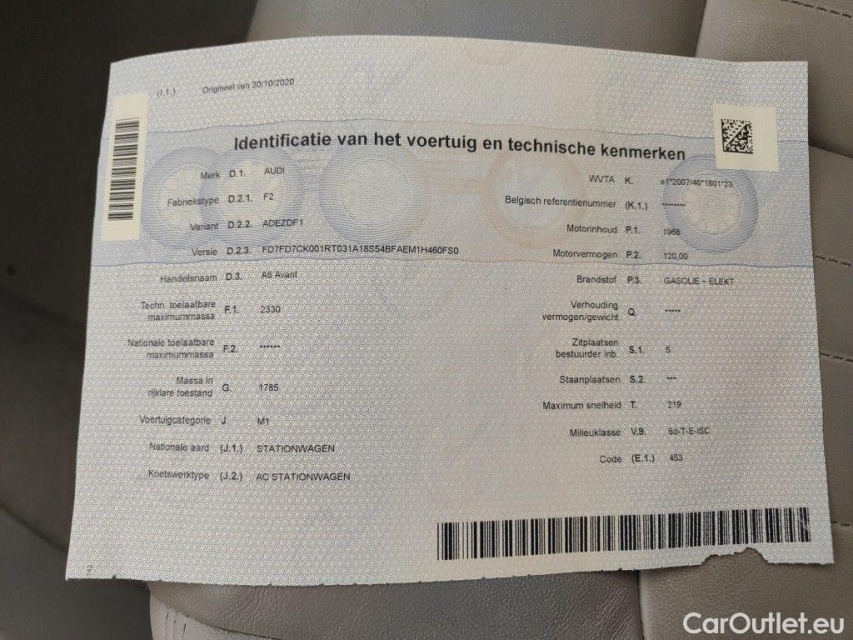 (I.1.) Origineel van 20/10/2020
Identificatie van het voertuig en technische kenmerken
Merk D.1. AUDI
Fabriekstype D.2.1. F2
Variant D.2.2. ADEZDF1
Versie D.2.3. FD7FD7CK001RT031A18S54BFAEM1H460FS0
Handelsnaam D.3. A6 Avant
Techn. toelaatbare
maximummassa F.1. 2330
Nationale toelaatbare
maximummassa F.2. ******
Massa in
rijklare toestand G. 1785
Voertuigcategorie J. M1
Nationale aard (J.1.) STATIONWAGEN
Koetswerktype (J.2.) AC STATIONWAGEN
WVTA K. e1*2007/46*1801*23
Belgisch referentienummer (K.1.) ********
Motorinhoud P.1. 1968
Motorvermogen P.2. 120,00
Brandstof P.3. GASOLIE + ELEKT
Verhouding
vermogen/gewicht Q. *****
Zitplaatsen
bestuurder inb. S.1. 5
Staanplaatsen S.2. ***
Maximum snelheid T. 219
Milieuklasse V.9. 6d-T-E-ISC
Code (E.1.) 453
CarOutlet.eu